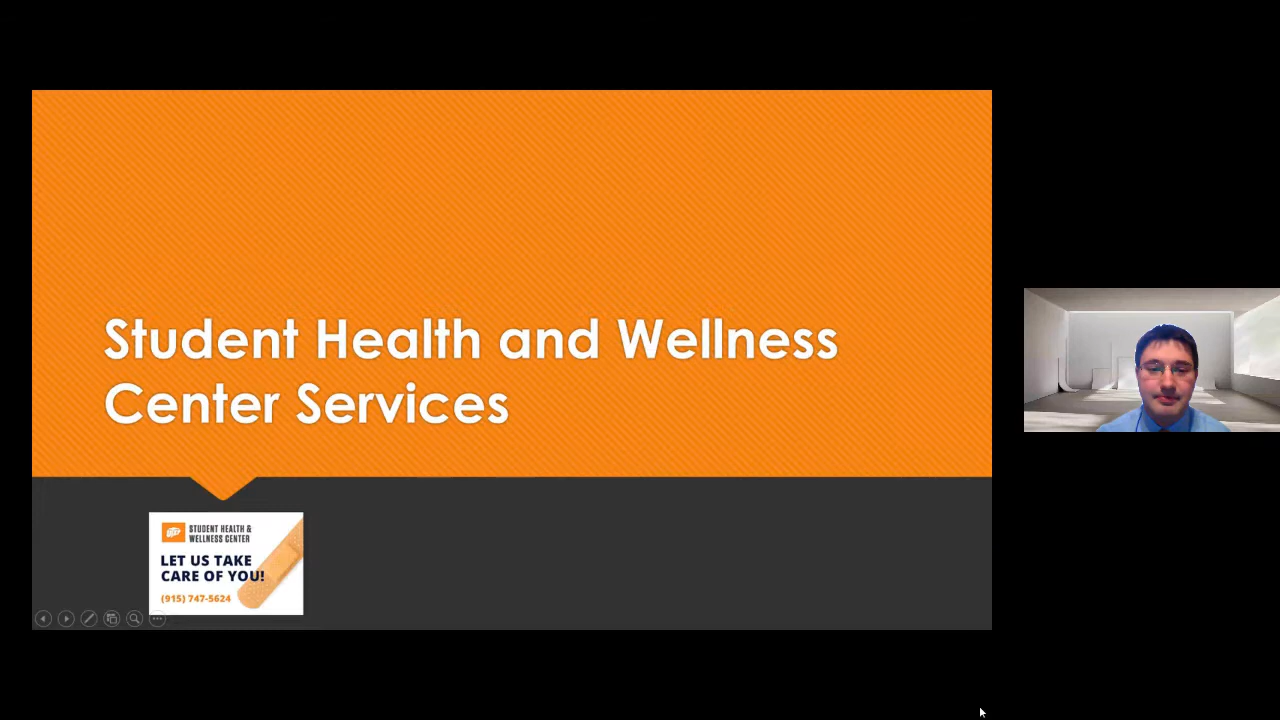 Student Health and Wellness
Center Services
STUDENT HEALTH &
WELLNESS CENTER
LET US TAKE
CARE OF YOU!
(915) 747-5624